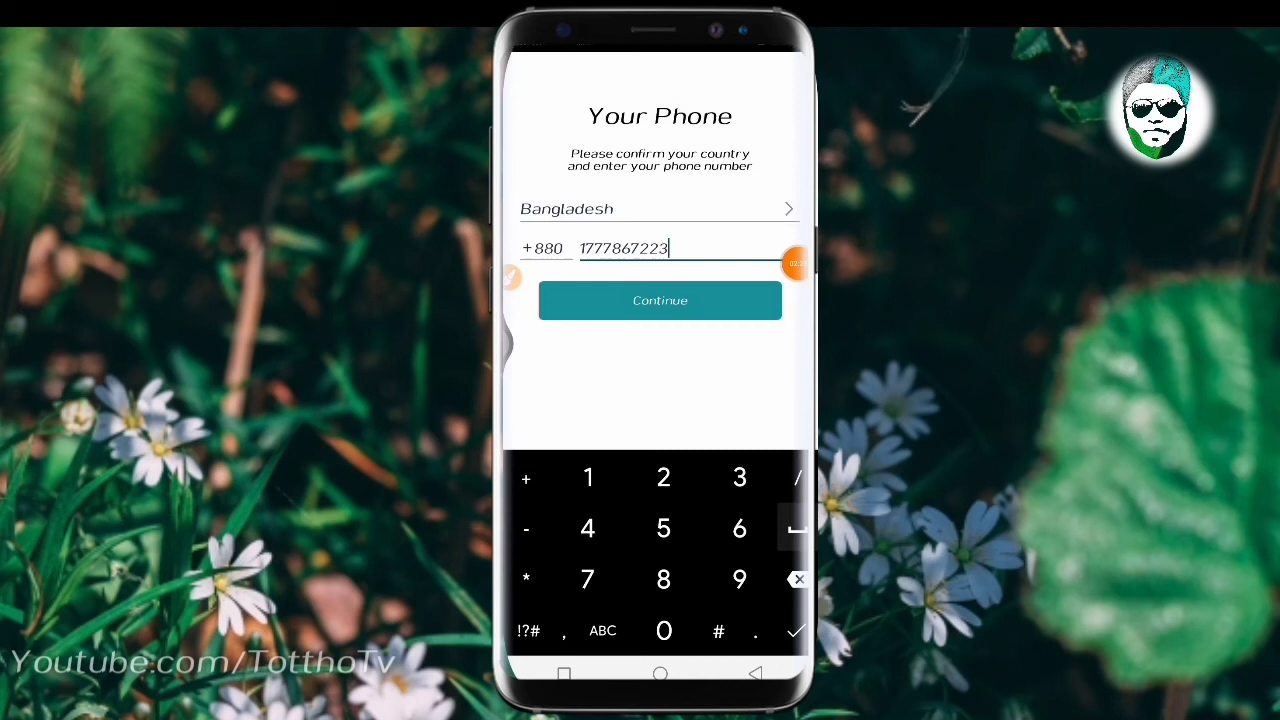 Your Phone
Please confirm your country
and enter your phone number
Bangladesh
+880 1777867223
Continue
+ 1 2 3 /
- 4 5 6
* 7 8 9
!?# , ABC 0 # .
Youtube.com/TotthoTv